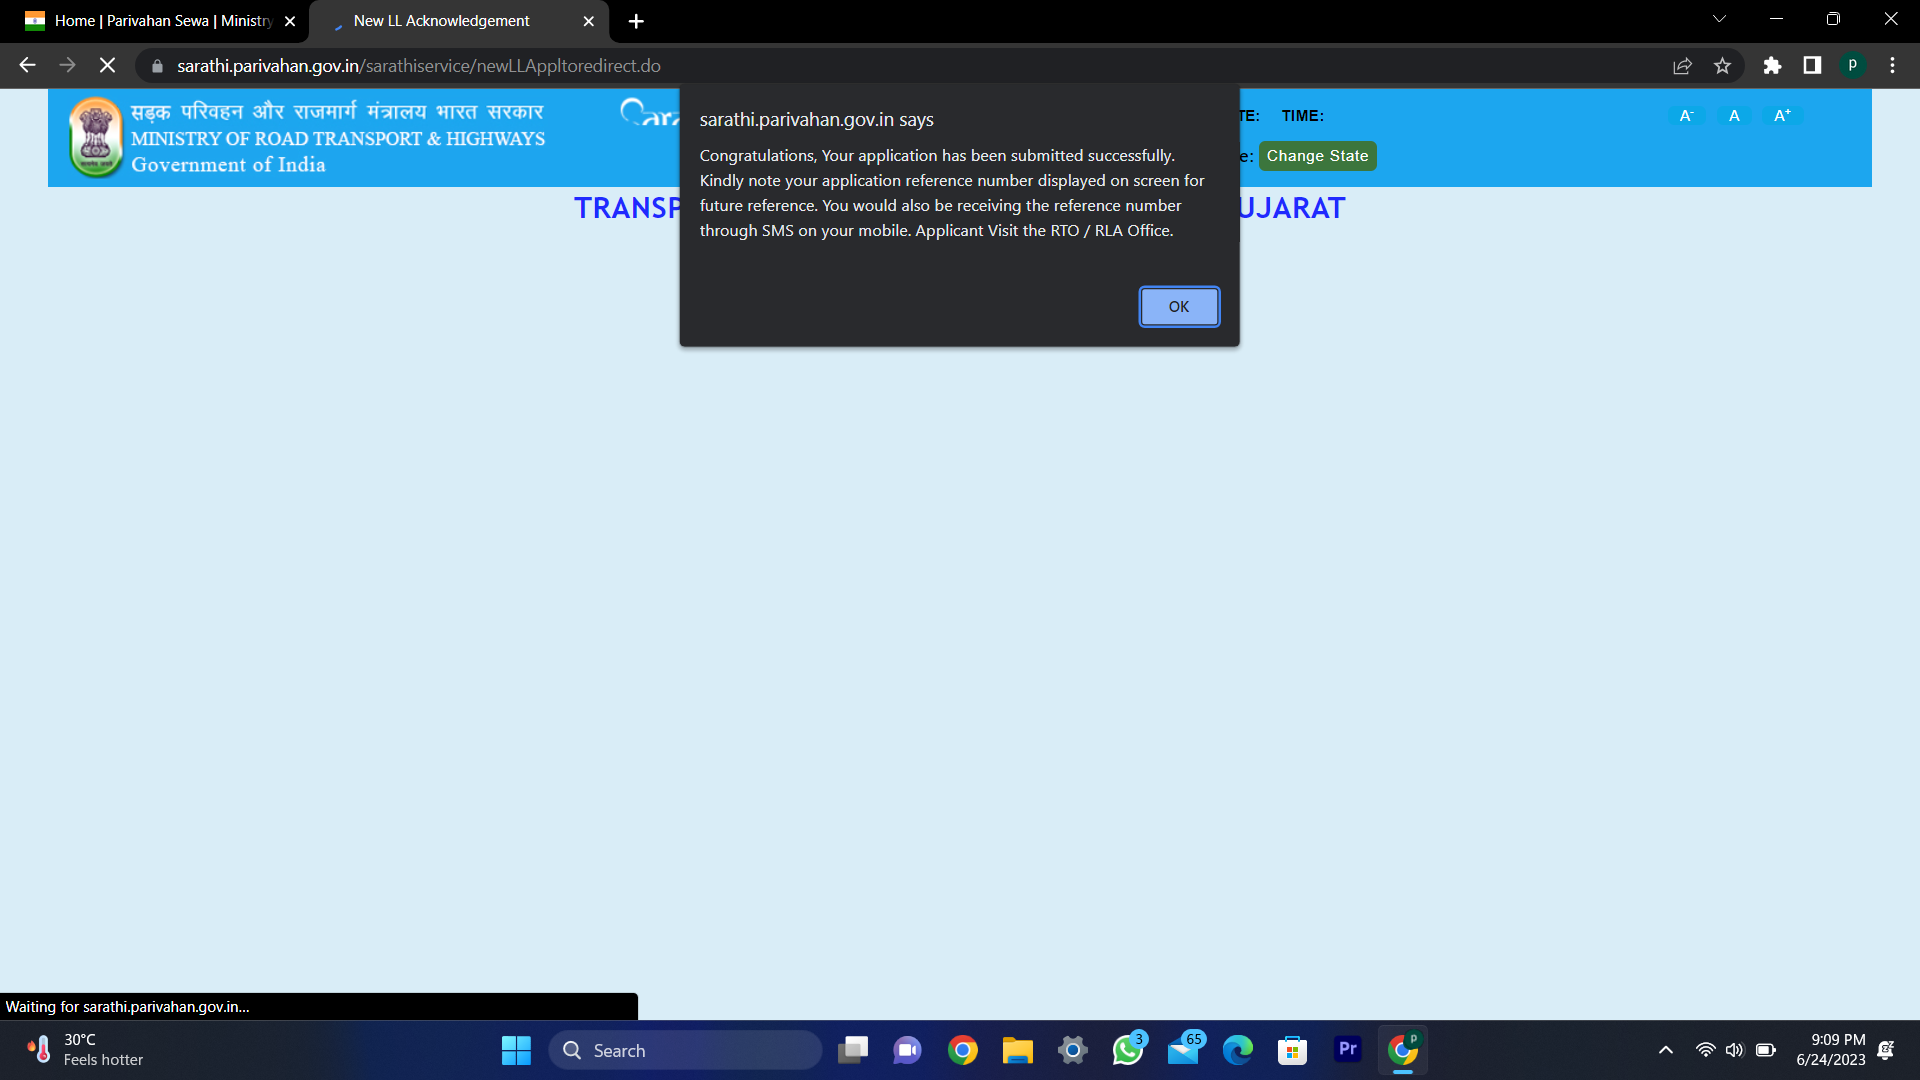 Home | Parivahan Sewa | Ministry
New LL Acknowledgement
sarathi.parivahan.gov.in/sarathiservice/newLLAppltoredirect.do
P
सड़क परिवहन और राजमार्ग मंत्रालय भारत सरकार
MINISTRY OF ROAD TRANSPORT & HIGHWAYS
Government of India
TE: TIME:
A- A A+
e: Change State
TRANSP
UJARAT
sarathi.parivahan.gov.in says
Congratulations, Your application has been submitted successfully.
Kindly note your application reference number displayed on screen for
future reference. You would also be receiving the reference number
through SMS on your mobile. Applicant Visit the RTO / RLA Office.
OK
Waiting for sarathi.parivahan.gov.in...
30°C
Feels hotter
Search
3
65
Pr
P
9:09 PM
6/24/2023